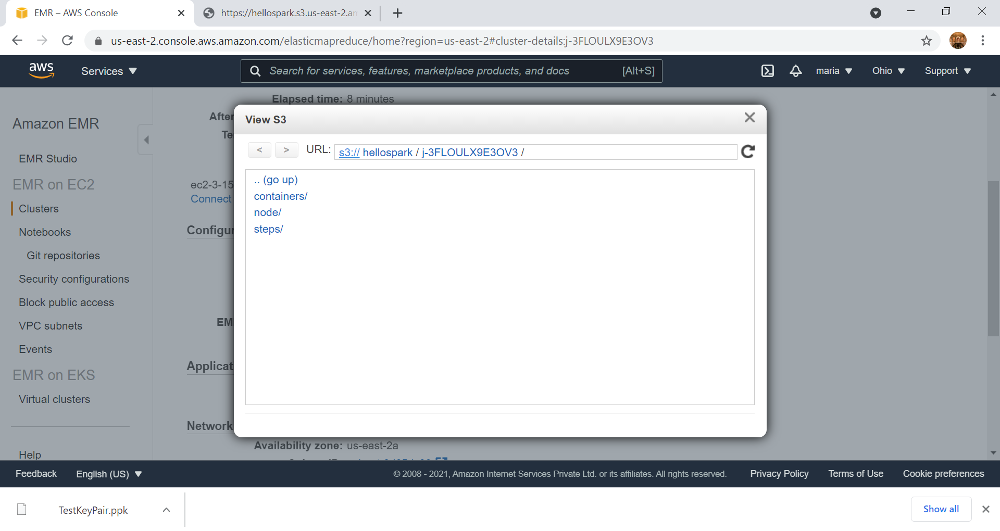 EMR – AWS Console
https://hellospark.s3.us-east-2.am
us-east-2.console.aws.amazon.com/elasticmapreduce/home?region=us-east-2#cluster-details:j-3FLOULX9E3OV3
aws
Services
Search for services, features, marketplace products, and docs
[Alt+S]
maria
Ohio
Support
Amazon EMR
EMR Studio
EMR on EC2
Clusters
Notebooks
Git repositories
Security configurations
Block public access
VPC subnets
Events
EMR on EKS
Virtual clusters
Help
Elapsed time: 8 minutes
After
Te
ec2-3-15
Connect
Configur
EM
Applicat
Network
Availability zone: us-east-2a
View S3
< > URL: s3:// hellospark / j-3FLOULX9E3OV3 /
.. (go up)
containers/
node/
steps/
Feedback
English (US)
© 2008 - 2021, Amazon Internet Services Private Ltd. or its affiliates. All rights reserved.
Privacy Policy
Terms of Use
Cookie preferences
TestKeyPair.ppk
Show all